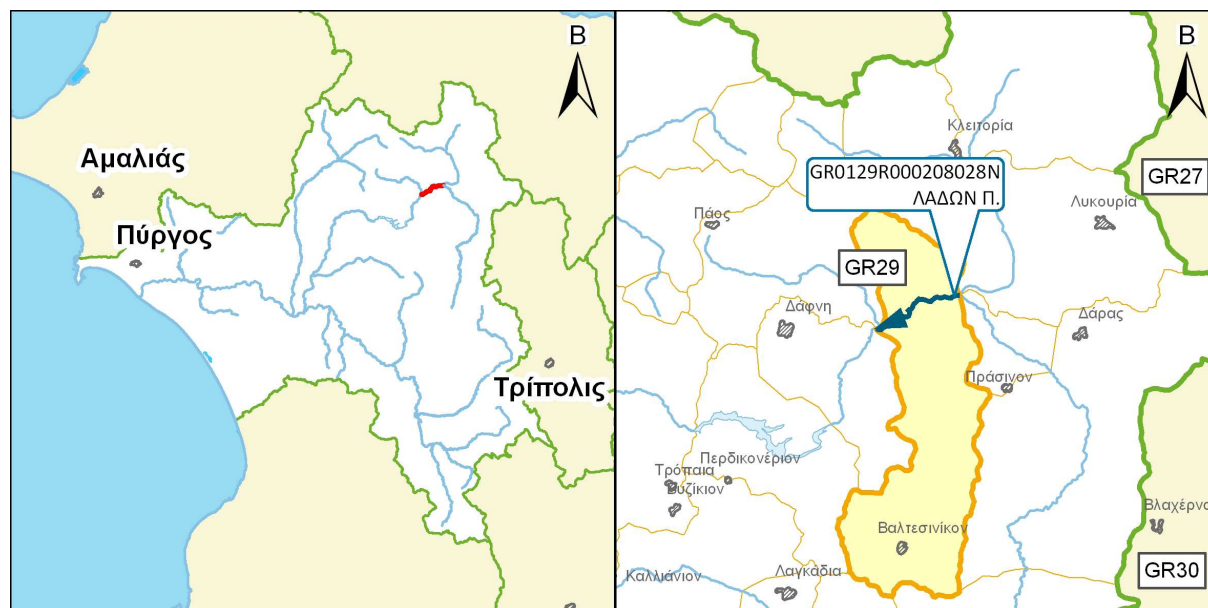 Β
Αμαλιάς
Πύργος
Τρίπολις
Β
Κλειτορία
GR0129R000208028N
ΛΑΔΩΝ Π.
GR27
Πάος
Λυκουρία
GR29
Δάφνη
Δάρας
Πράσινον
Περδικονέριον
Τρόπαια
Βυζίκιον
Βλαχέρνα
Βαλτεσινίκον
GR30
Καλλιάνιον
Λαγκάδια